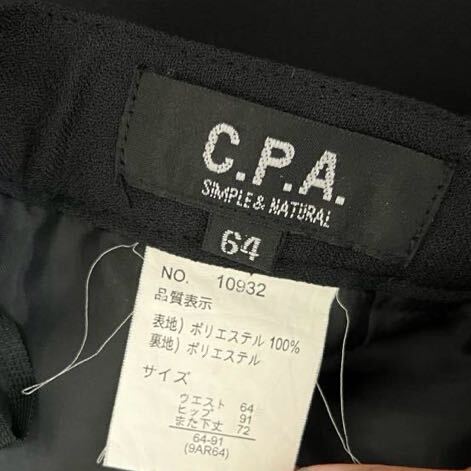 C.P.A.
SIMPLE & NATURAL
64
NO. 10932
品質表示
表地) ポリエステル 100%
裏地) ポリエステル
サイズ
ウエスト 64
ヒップ 91
また下丈 72
64-91
(9AR64)